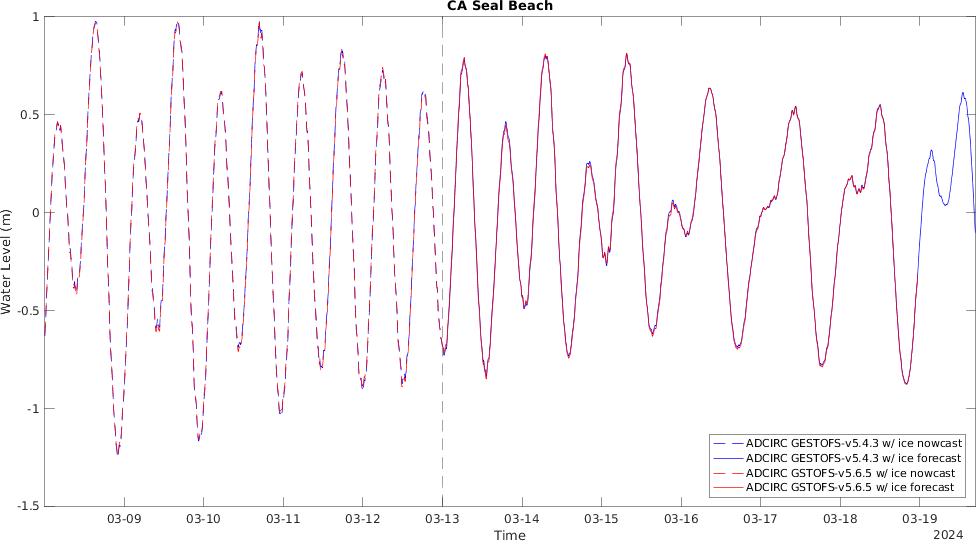 CA Seal Beach
1
0.5
0
-0.5
-1
-1.5
Water Level (m)
ADCIRC GESTOFS-v5.4.3 w/ ice nowcast
ADCIRC GESTOFS-v5.4.3 w/ ice forecast
ADCIRC GSTOFS-v5.6.5 w/ ice nowcast
ADCIRC GSTOFS-v5.6.5 w/ ice forecast
03-09 03-10 03-11 03-12 03-13 03-14 03-15 03-16 03-17 03-18 03-19
Time
2024